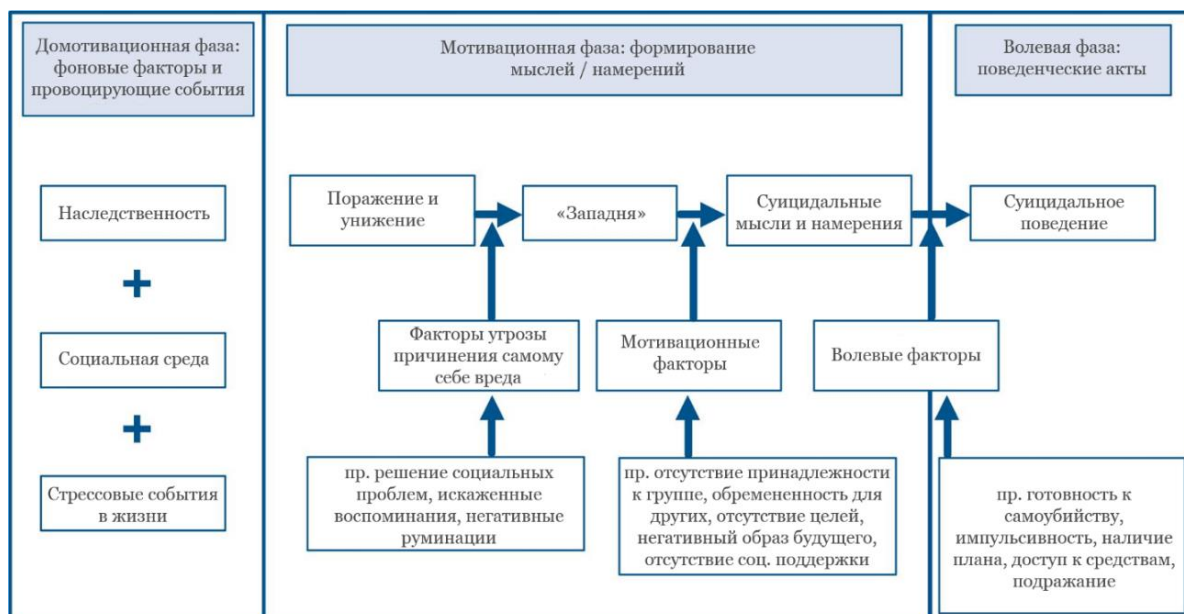 Домотивационная фаза:
фоновые факторы и
провоцирующие события
Мотивационная фаза: формирование
мыслей / намерений
Волевая фаза:
поведенческие акты
Наследственность
+
Социальная среда
+
Стрессовые события
в жизни
Поражение и
унижение
«Западня»
Суицидальные
мысли и намерения
Суицидальное
поведение
Факторы угрозы
причинения самому
себе вреда
Мотивационные
факторы
Волевые факторы
пр. решение социальных
проблем, искаженные
воспоминания, негативные
руминации
пр. отсутствие принадлежности
к группе, обремененность для
других, отсутствие целей,
негативный образ будущего,
отсутствие соц. поддержки
пр. готовность к
самоубийству,
импульсивность, наличие
плана, доступ к средствам,
подражание